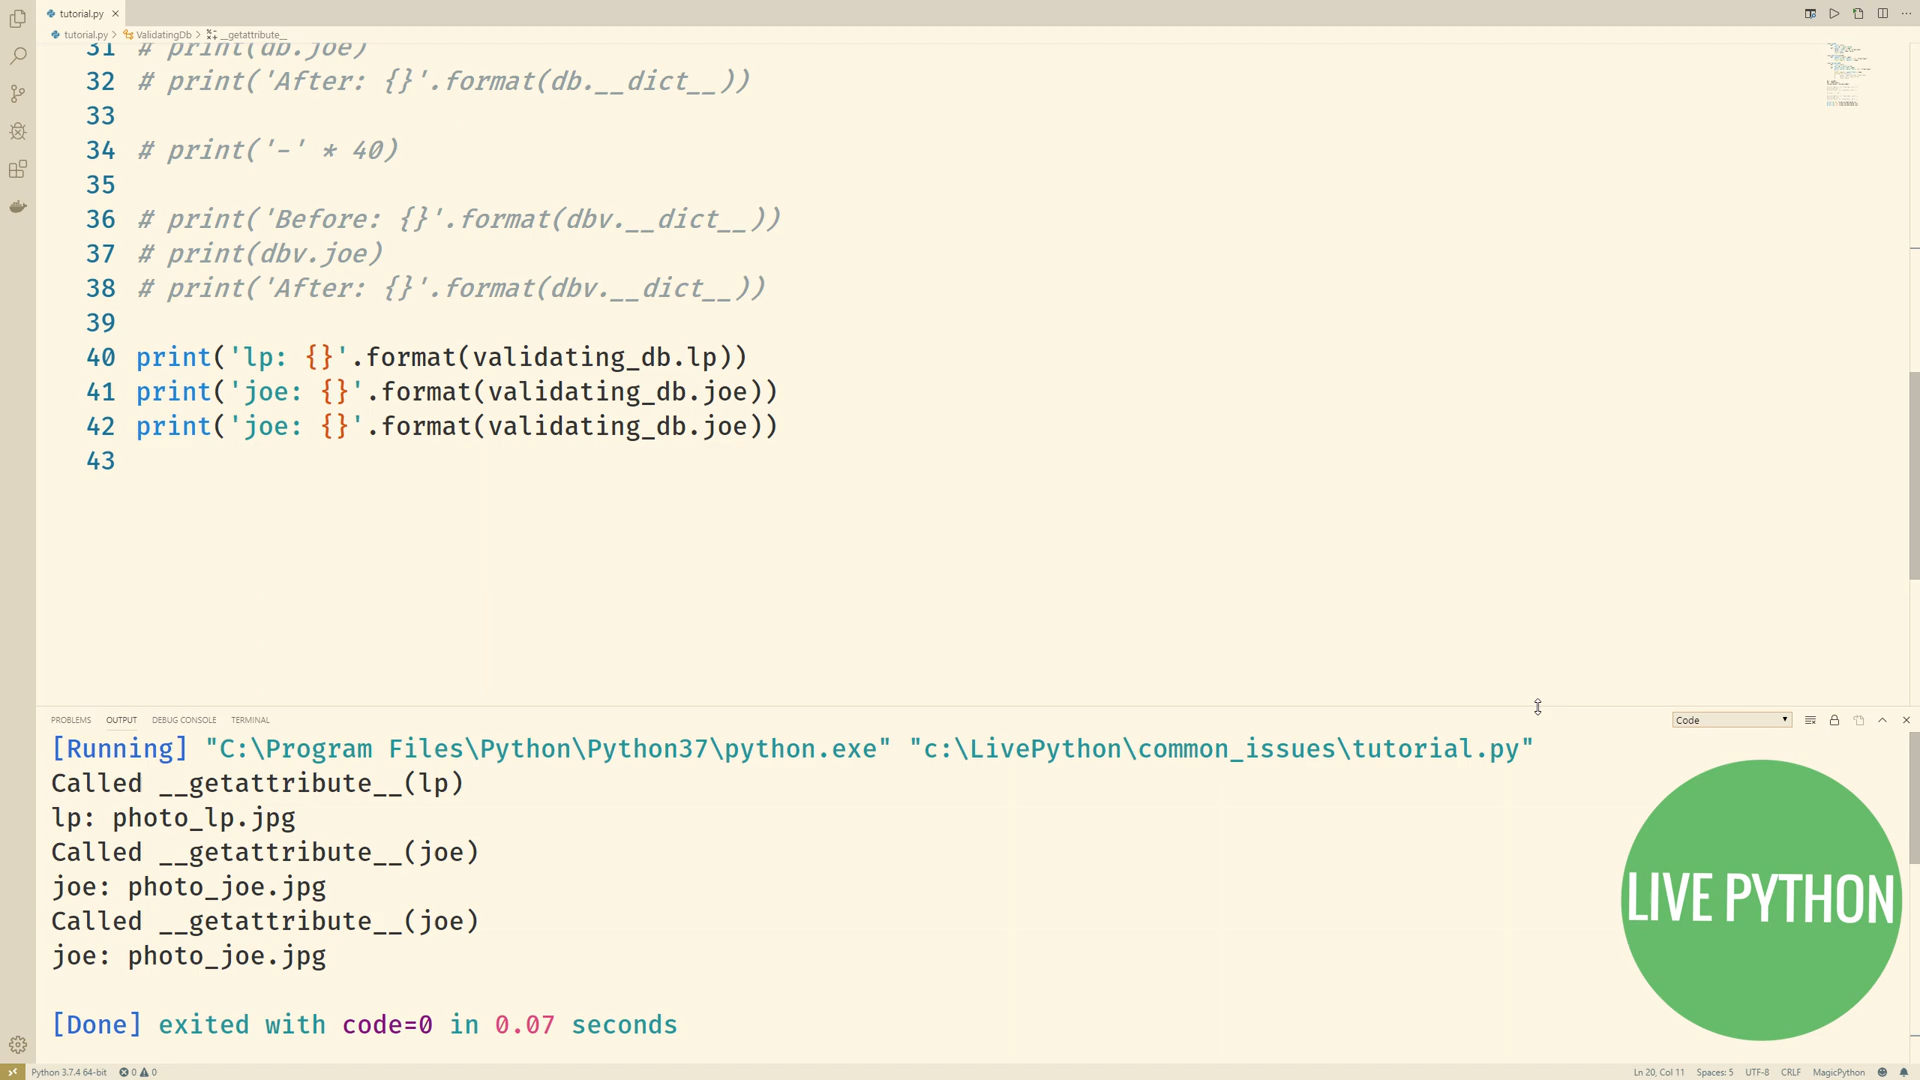 tutorial.py
tutorial.py > ValidatingDb > __getattribute__
31 # print(db.joe)
32 # print('After: {}'.format(db.__dict__))
33
34 # print('-' * 40)
35
36 # print('Before: {}'.format(dbv.__dict__))
37 # print(dbv.joe)
38 # print('After: {}'.format(dbv.__dict__))
39
40 print('lp: {}'.format(validating_db.lp))
41 print('joe: {}'.format(validating_db.joe))
42 print('joe: {}'.format(validating_db.joe))
43
PROBLEMS OUTPUT DEBUG CONSOLE TERMINAL Code
[Running] "C:\Program Files\Python\Python37\python.exe" "c:\LivePython\common_issues\tutorial.py"
Called __getattribute__(lp)
lp: photo_lp.jpg
Called __getattribute__(joe)
joe: photo_joe.jpg
Called __getattribute__(joe)
joe: photo_joe.jpg
[Done] exited with code=0 in 0.07 seconds
LIVE PYTHON
Python 3.7.4 64-bit 0 0 Ln 20, Col 11 Spaces: 5 UTF-8 CRLF MagicPython